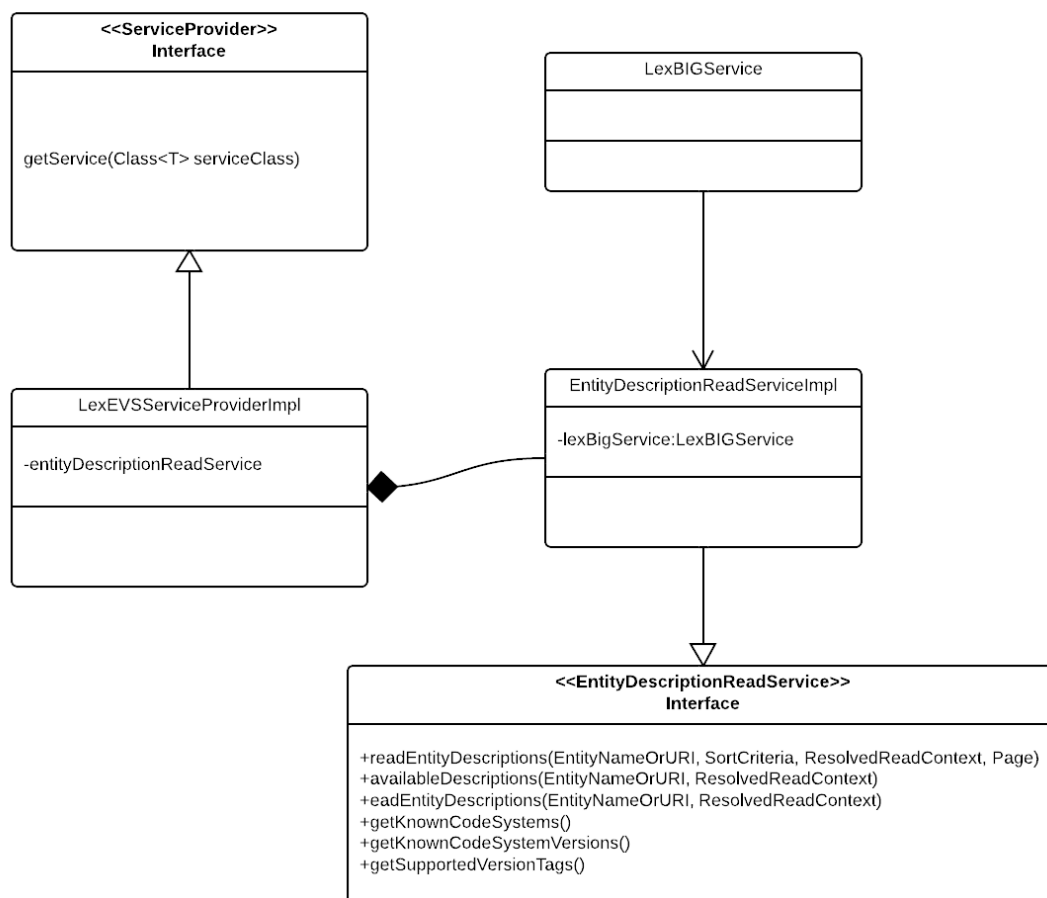 <<ServiceProvider>>
Interface
getService(Class<T> serviceClass)
LexBIGService
LexEVSServiceProviderImpl
-entityDescriptionReadService
EntityDescriptionReadServiceImpl
-lexBigService:LexBIGService
<<EntityDescriptionReadService>>
Interface
+readEntityDescriptions(EntityNameOrURI, SortCriteria, ResolvedReadContext, Page)
+availableDescriptions(EntityNameOrURI, ResolvedReadContext)
+eadEntityDescriptions(EntityNameOrURI, ResolvedReadContext)
+getKnownCodeSystems()
+getKnownCodeSystemVersions()
+getSupportedVersionTags()